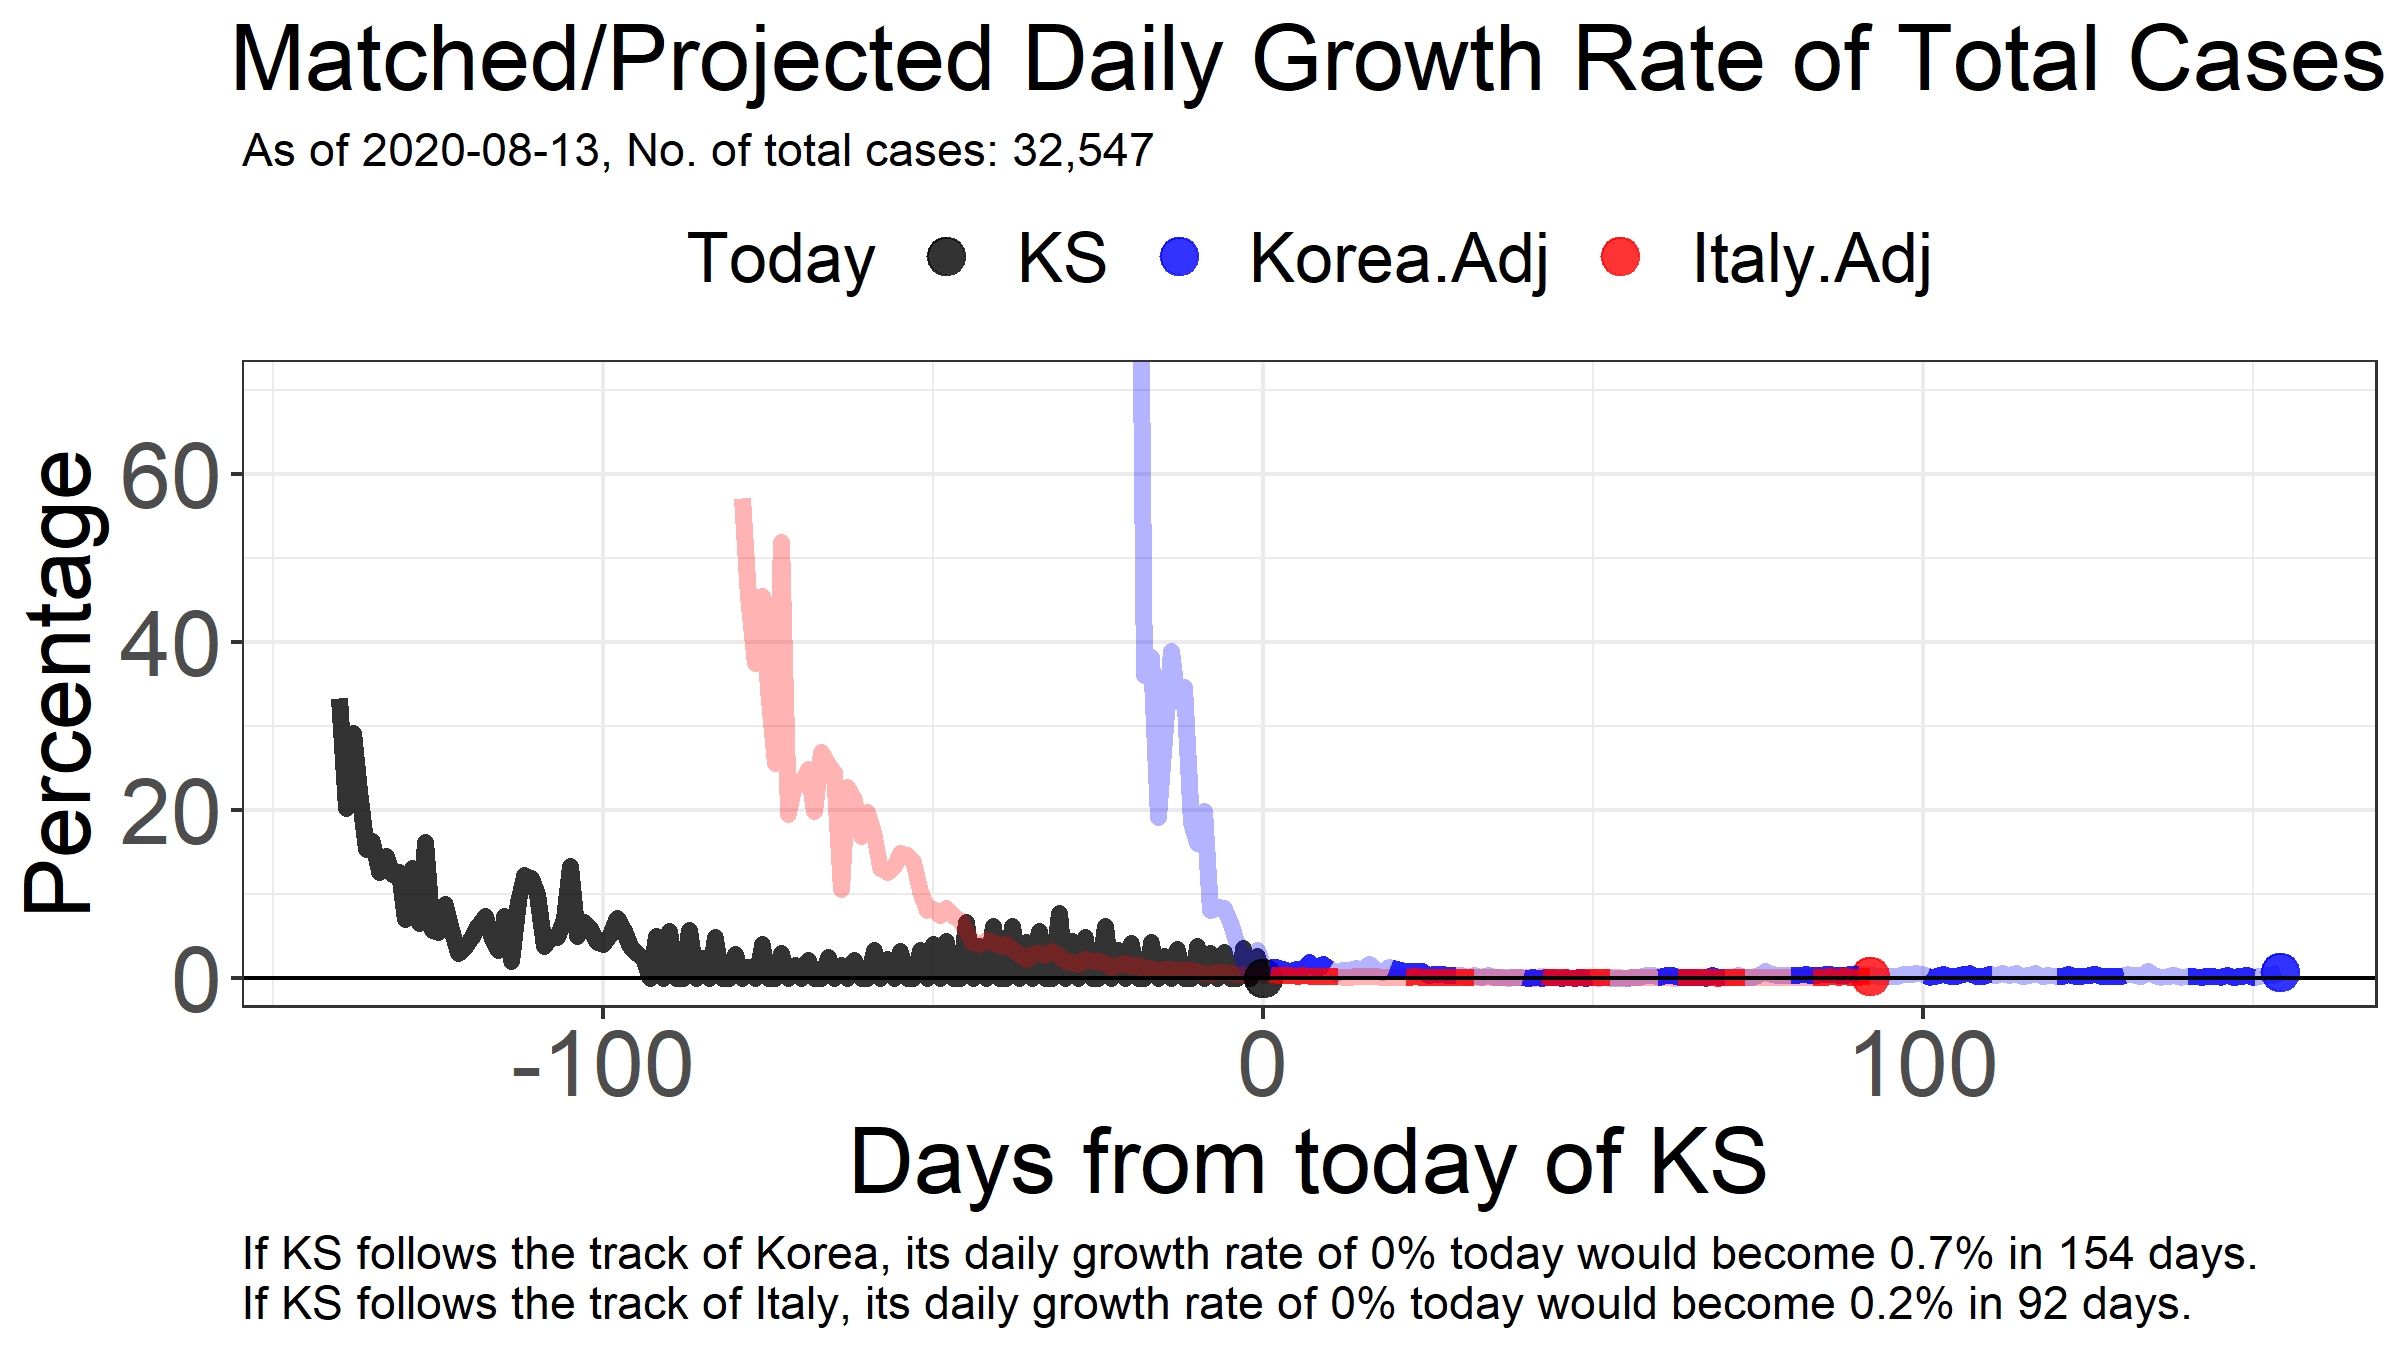 Matched/Projected Daily Growth Rate of Total Cases
As of 2020-08-13, No. of total cases: 32,547
Today KS Korea.Adj Italy.Adj
Percentage
60
40
20
0
-100 0 100
Days from today of KS
If KS follows the track of Korea, its daily growth rate of 0% today would become 0.7% in 154 days.
If KS follows the track of Italy, its daily growth rate of 0% today would become 0.2% in 92 days.